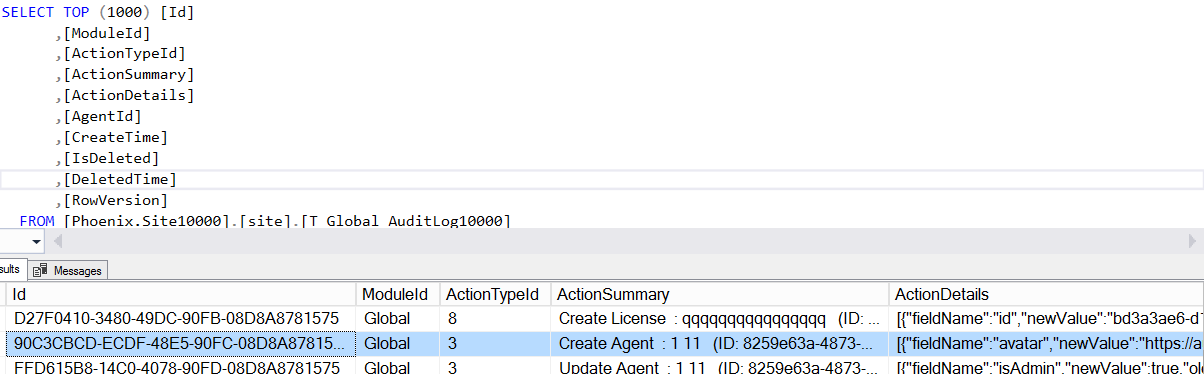 SELECT TOP (1000) [Id]
,[ModuleId]
,[ActionTypeId]
,[ActionSummary]
,[ActionDetails]
,[AgentId]
,[CreateTime]
,[IsDeleted]
,[DeletedTime]
,[RowVersion]
FROM [Phoenix.Site10000].[site].[T_Global_AuditLog10000]
sults Messages
Id ModuleId ActionTypeId ActionSummary ActionDetails
D27F0410-3480-49DC-90FB-08D8A8781575 Global 8 Create License : qqqqqqqqqqqqqqqq (ID: ... [{"fieldName":"id","newValue":"bd3a3ae6-d1
90C3CBCD-ECDF-48E5-90FC-08D8A87815... Global 3 Create Agent : 1 11 (ID: 8259e63a-4873-... [{"fieldName":"avatar","newValue":"https://a
FFD615B8-14C0-4078-90FD-08D8A8781575 Global 3 Update Agent : 1 11 (ID: 8259e63a-4873-... [{"fieldName":"isAdmin","newValue":true,"ol